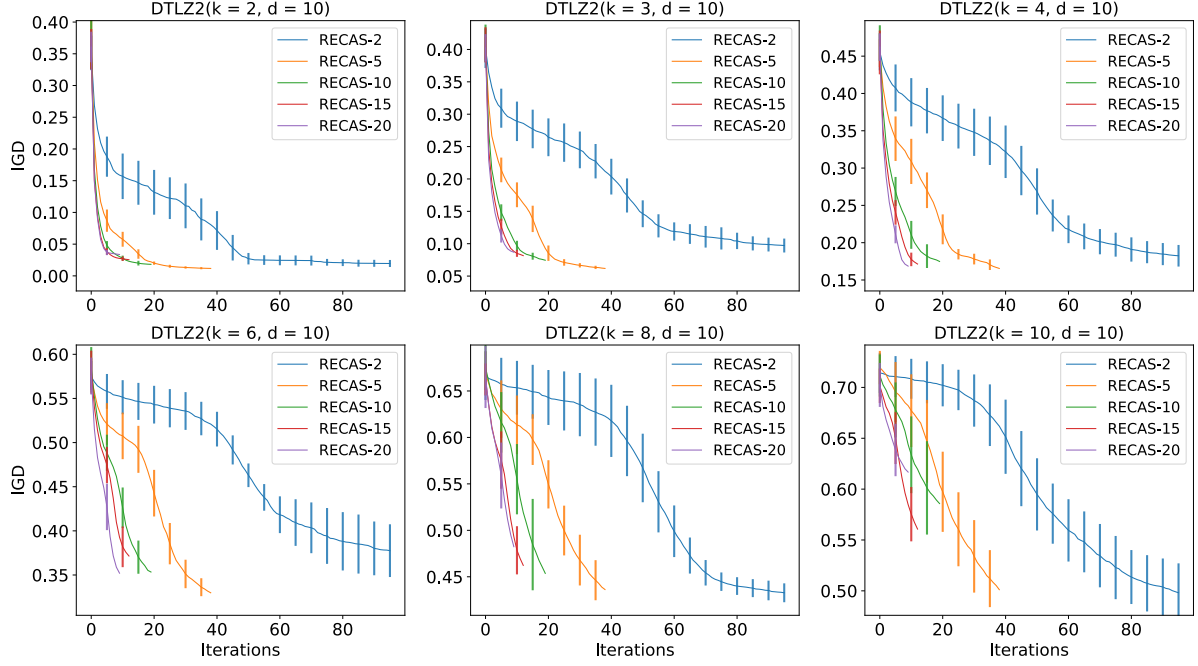 DTLZ2(k = 2, d = 10)
DTLZ2(k = 3, d = 10)
DTLZ2(k = 4, d = 10)
IGD
0.40
0.35
0.30
0.25
0.20
0.15
0.10
0.05
0.00
0 20 40 60 80
RECAS-2
RECAS-5
RECAS-10
RECAS-15
RECAS-20
0.40
0.35
0.30
0.25
0.20
0.15
0.10
0.05
0 20 40 60 80
RECAS-2
RECAS-5
RECAS-10
RECAS-15
RECAS-20
0.45
0.40
0.35
0.30
0.25
0.20
0.15
0 20 40 60 80
RECAS-2
RECAS-5
RECAS-10
RECAS-15
RECAS-20
DTLZ2(k = 6, d = 10)
DTLZ2(k = 8, d = 10)
DTLZ2(k = 10, d = 10)
IGD
0.60
0.55
0.50
0.45
0.40
0.35
0 20 40 60 80
Iterations
RECAS-2
RECAS-5
RECAS-10
RECAS-15
RECAS-20
0.65
0.60
0.55
0.50
0.45
0 20 40 60 80
Iterations
RECAS-2
RECAS-5
RECAS-10
RECAS-15
RECAS-20
0.70
0.65
0.60
0.55
0.50
0 20 40 60 80
Iterations
RECAS-2
RECAS-5
RECAS-10
RECAS-15
RECAS-20